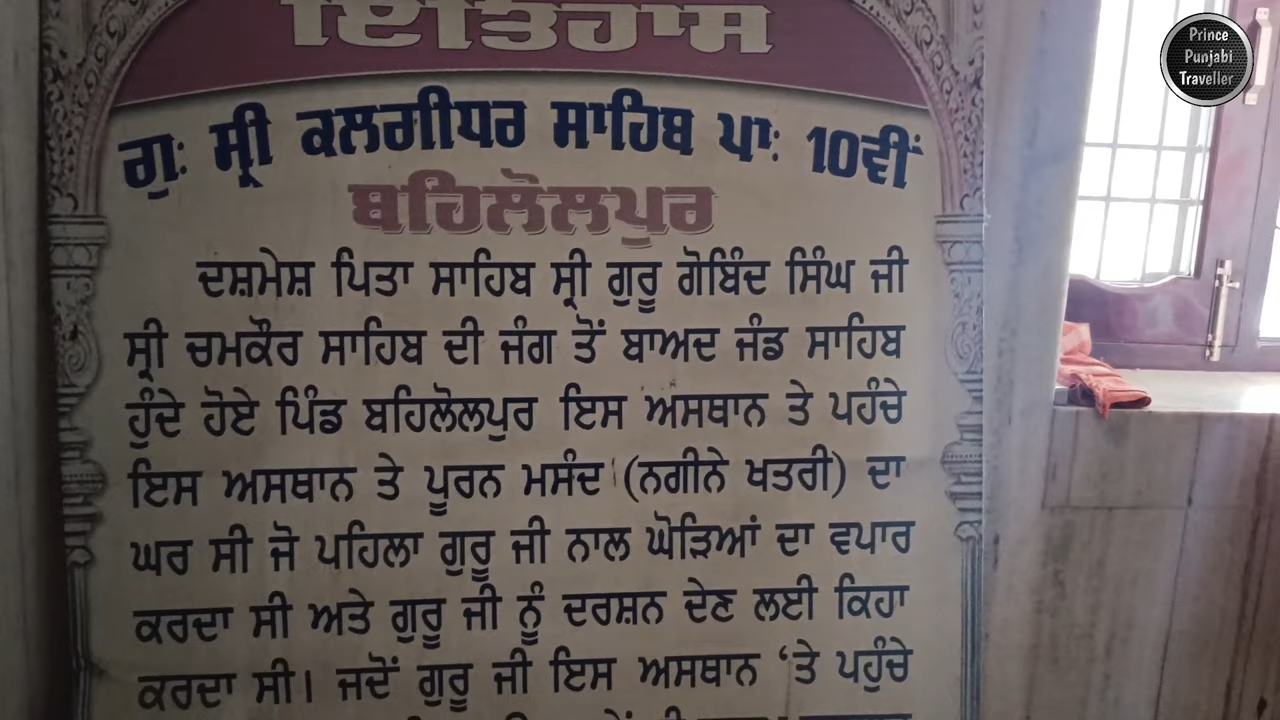 ਇਤਿਹਾਸ
ਗੁ: ਸ੍ਰੀ ਕਲਗੀਧਰ ਸਾਹਿਬ ਪਾ: 10ਵੀਂ
ਬਹਿਲੋਲਪੁਰ
ਦਸ਼ਮੇਸ਼ ਪਿਤਾ ਸਾਹਿਬ ਸ੍ਰੀ ਗੁਰੂ ਗੋਬਿੰਦ ਸਿੰਘ ਜੀ
ਸ੍ਰੀ ਚਮਕੌਰ ਸਾਹਿਬ ਦੀ ਜੰਗ ਤੋਂ ਬਾਅਦ ਜੰਡ ਸਾਹਿਬ
ਹੁੰਦੇ ਹੋਏ ਪਿੰਡ ਬਹਿਲੋਲਪੁਰ ਇਸ ਅਸਥਾਨ ਤੇ ਪਹੰਚੇ
ਇਸ ਅਸਥਾਨ ਤੇ ਪੂਰਨ ਮਸੰਦ (ਨਗੀਨੇ ਖਤਰੀ) ਦਾ
ਘਰ ਸੀ ਜੋ ਪਹਿਲਾ ਗੁਰੂ ਜੀ ਨਾਲ ਘੋੜਿਆਂ ਦਾ ਵਪਾਰ
ਕਰਦਾ ਸੀ ਅਤੇ ਗੁਰੂ ਜੀ ਨੂੰ ਦਰਸ਼ਨ ਦੇਣ ਲਈ ਕਿਹਾ
ਕਰਦਾ ਸੀ। ਜਦੋਂ ਗੁਰੂ ਜੀ ਇਸ ਅਸਥਾਨ ‘ਤੇ ਪਹੁੰਚੇ
Prince
Punjabi
Traveller